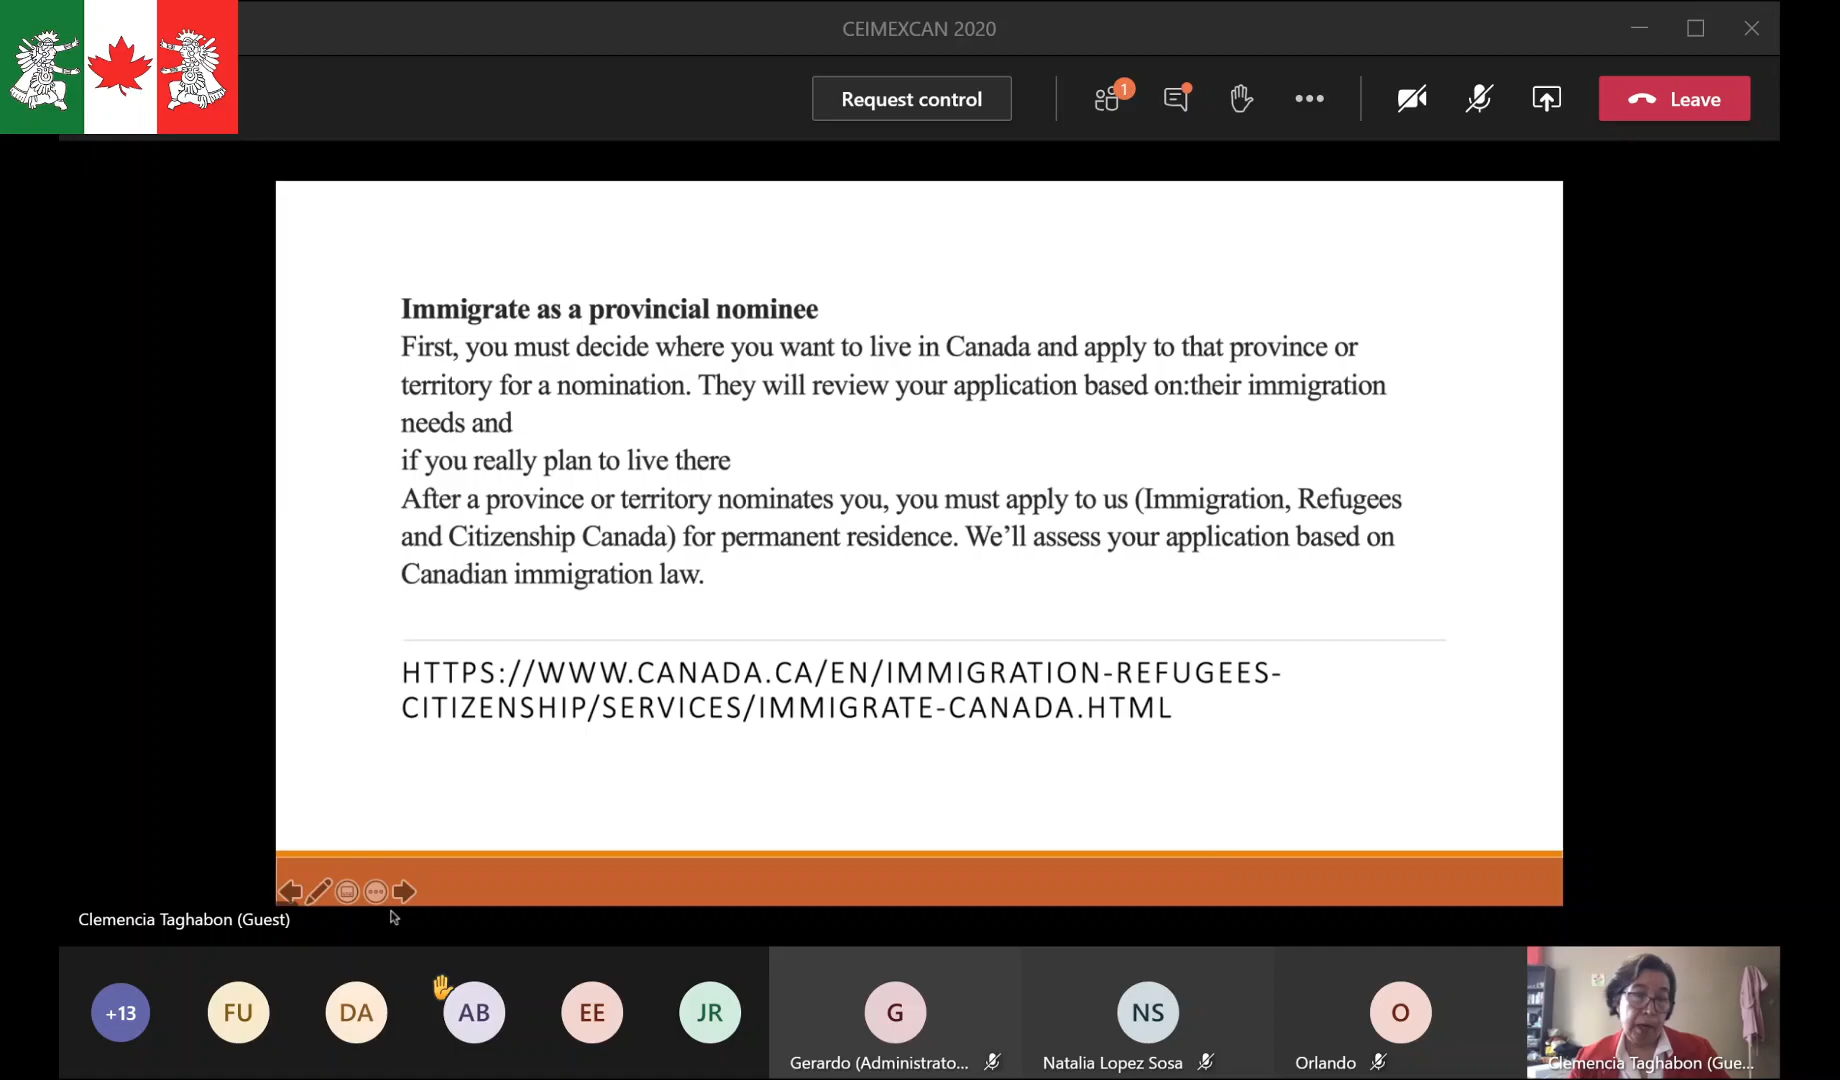 CEIMEXCAN 2020
Request control
1
Leave
Immigrate as a provincial nominee
First, you must decide where you want to live in Canada and apply to that province or
territory for a nomination. They will review your application based on:their immigration
needs and
if you really plan to live there
After a province or territory nominates you, you must apply to us (Immigration, Refugees
and Citizenship Canada) for permanent residence. We’ll assess your application based on
Canadian immigration law.
HTTPS://WWW.CANADA.CA/EN/IMMIGRATION-REFUGEES-
CITIZENSHIP/SERVICES/IMMIGRATE-CANADA.HTML
Clemencia Taghabon (Guest)
+13
FU
DA
AB
EE
JR
G
NS
O
Gerardo (Administrato...
Natalia Lopez Sosa
Orlando
Clemencia Taghabon (Gue...